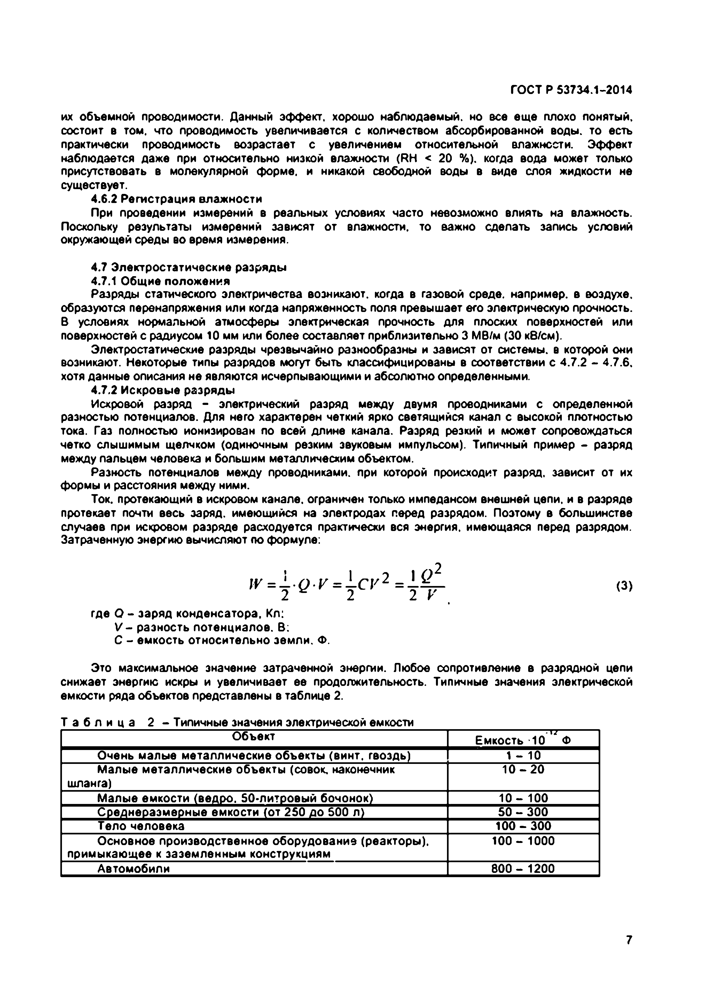 ГОСТ Р 53734.1–2014
их объемной проводимости. Данный эффект, хорошо наблюдаемый, но все еще плохо понятый,
состоит в том, что проводимость увеличивается с количеством абсорбированной воды, то есть
практически проводимость возрастает с увеличением относительной влажности. Эффект
наблюдается даже при относительно низкой влажности (RH < 20 %), когда вода может только
присутствовать в молекулярной форме, и никакой свободной воды в виде слоя жидкости не
существует.
4.6.2 Регистрация влажности
При проведении измерений в реальных условиях часто невозможно влиять на влажность.
Поскольку результаты измерений зависят от влажности, то важно сделать запись условий
окружающей среды во время измерения.
4.7 Электростатические разряды
4.7.1 Общие положения
Разряды статического электричества возникают, когда в газовой среде, например, в воздухе,
образуются перенапряжения или когда напряженность поля превышает его электрическую прочность.
В условиях нормальной атмосферы электрическая прочность для плоских поверхностей или
поверхностей с радиусом 10 мм или более составляет приблизительно 3 МВ/м (30 кВ/см).
Электростатические разряды чрезвычайно разнообразны и зависят от системы, в которой они
возникают. Некоторые типы разрядов могут быть классифицированы в соответствии с 4.7.2 – 4.7.6,
хотя данные описания не являются исчерпывающими и абсолютно определенными.
4.7.2 Искровые разряды
Искровой разряд – электрический разряд между двумя проводниками с определенной
разностью потенциалов. Для него характерен четкий ярко светящийся канал с высокой плотностью
тока. Газ полностью ионизирован по всей длине канала. Разряд резкий и может сопровождаться
четко слышимым щелчком (одиночным резким звуковым импульсом). Типичный пример – разряд
между пальцем человека и большим металлическим объектом.
Разность потенциалов между проводниками, при которой происходит разряд, зависит от их
формы и расстояния между ними.
Ток, протекающий в искровом канале, ограничен только импедансом внешней цепи, и в разряде
протекает почти весь заряд, имеющийся на электродах перед разрядом. Поэтому в большинстве
случаев при искровом разряде расходуется практически вся энергия, имеющаяся перед разрядом.
Затраченную энергию вычисляют по формуле:
W = 1/2 · Q · V = 1/2 CV² = 1/2 Q²/V . (3)
где Q – заряд конденсатора, Кл;
V – разность потенциалов, В;
C – емкость относительно земли, Ф.
Это максимальное значение затраченной энергии. Любое сопротивление в разрядной цепи
снижает энергию искры и увеличивает ее продолжительность. Типичные значения электрической
емкости ряда объектов представлены в таблице 2.
Таблица 2 – Типичные значения электрической емкости
Объект Емкость ·10⁻¹² Ф
Очень малые металлические объекты (винт, гвоздь) 1 – 10
Малые металлические объекты (совок, наконечник 10 – 20
шланга)
Малые емкости (ведро, 50-литровый бочонок) 10 – 100
Среднеразмерные емкости (от 250 до 500 л) 50 – 300
Тело человека 100 – 300
Основное производственное оборудование (реакторы), 100 – 1000
примыкающее к заземленным конструкциям
Автомобили 800 – 1200
7